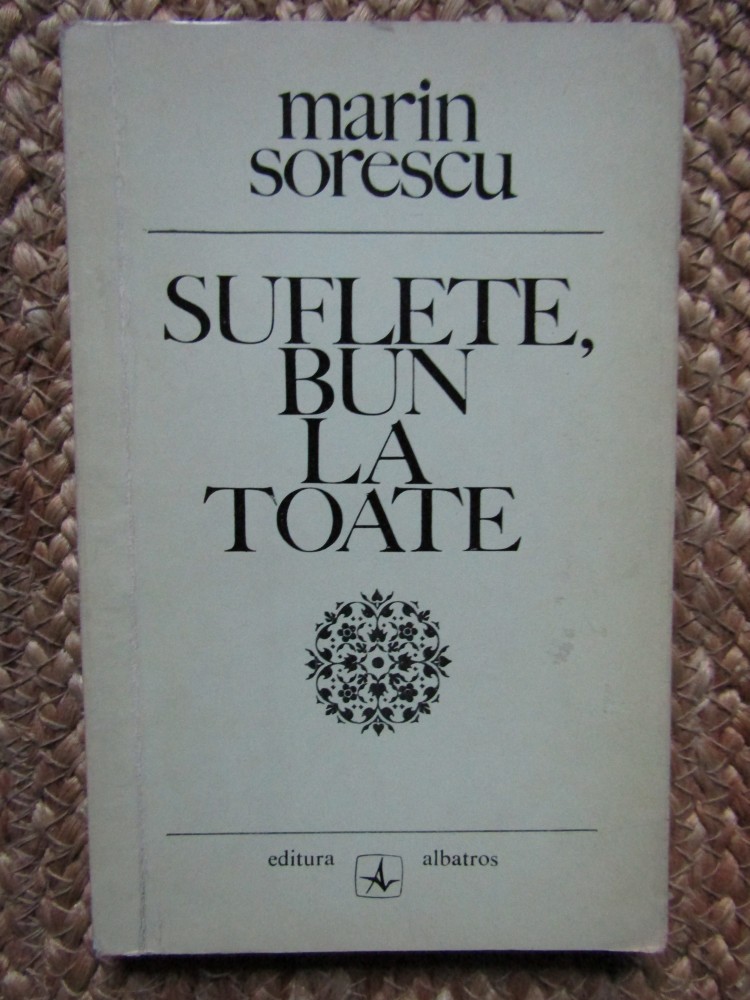 marin
sorescu
SUFLETE,
BUN
LA
TOATE
editura albatros